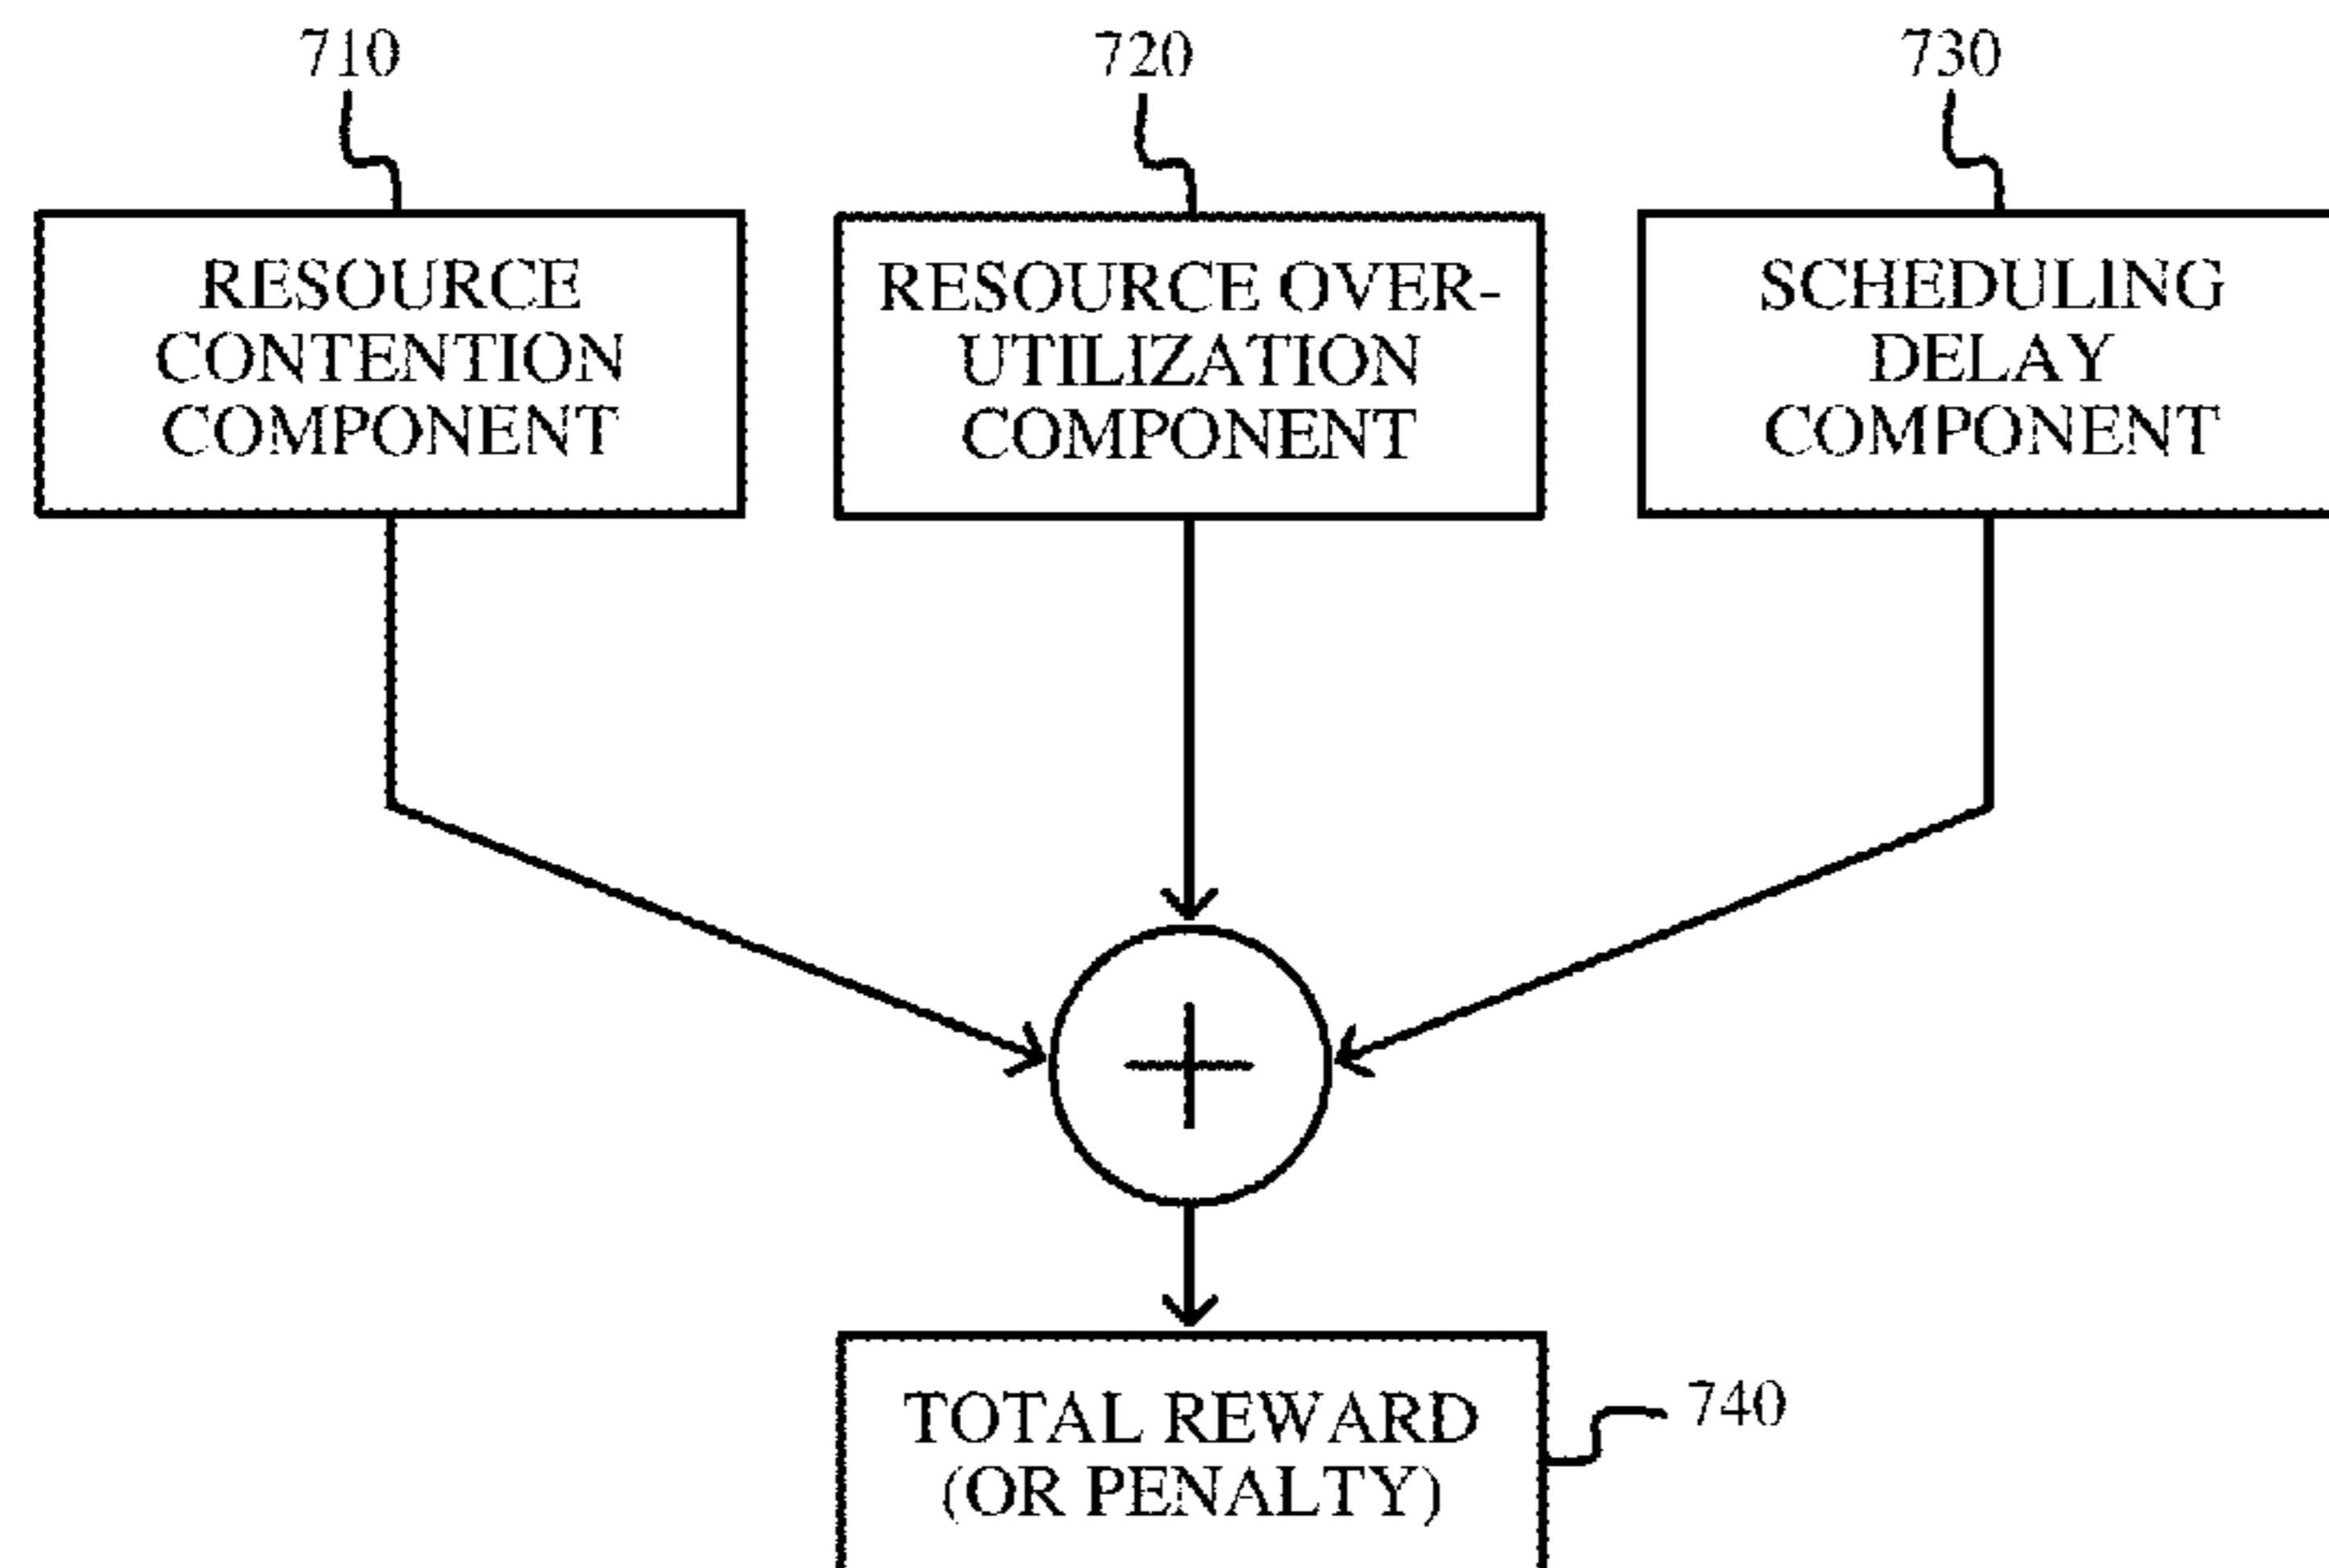 710
720
730
RESOURCE
CONTENTION
COMPONENT
RESOURCE OVER-
UTILIZATION
COMPONENT
SCHEDULING
DELAY
COMPONENT
+
TOTAL REWARD
(OR PENALTY)
740